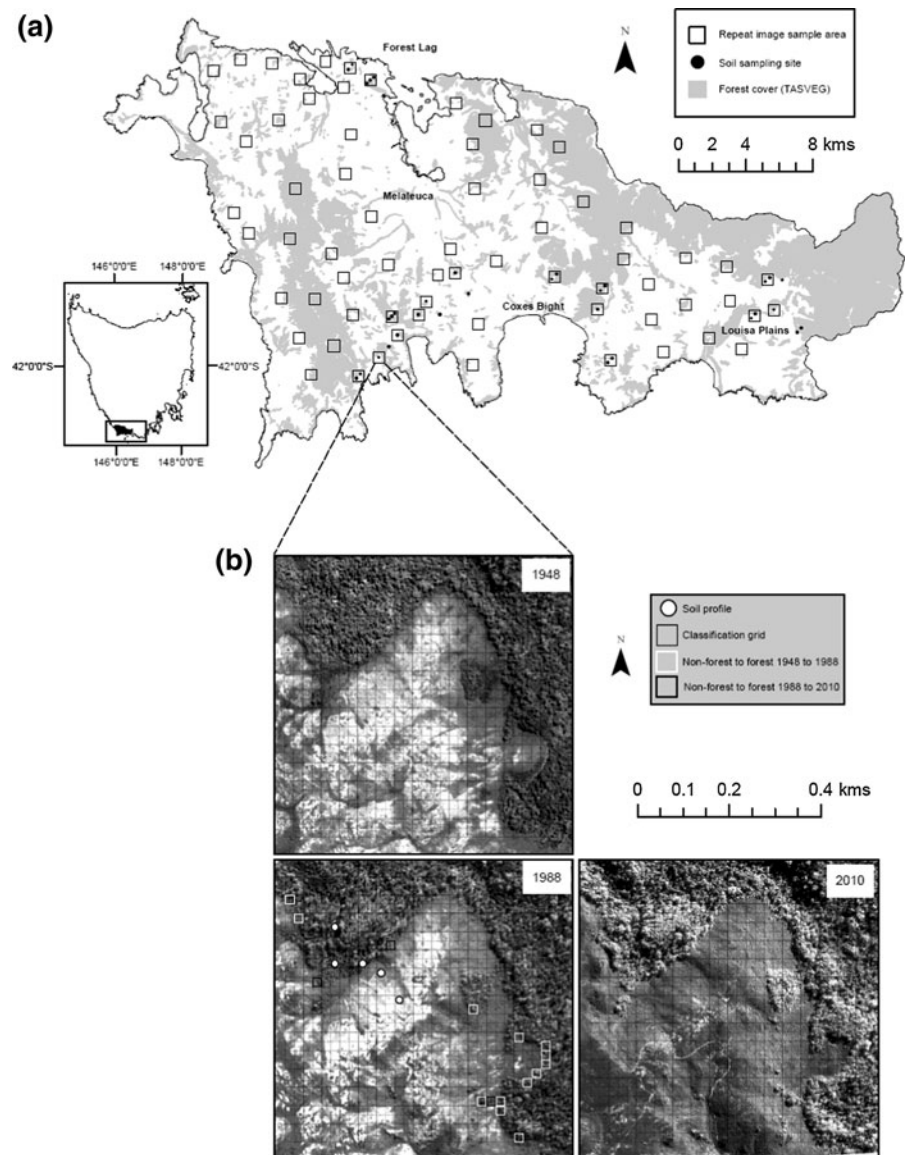 (a)
Forest Lag
N
Repeat image sample area
Soil sampling site
Forest cover (TASVEG)
0 2 4 8 kms
Melaleuca
Coxes Bight
Louisa Plains
146°0'0"E 148°0'0"E
42°0'0"S 42°0'0"S
146°0'0"E 148°0'0"E
(b)
1948
N
Soil profile
Classification grid
Non-forest to forest 1948 to 1988
Non-forest to forest 1988 to 2010
0 0.1 0.2 0.4 kms
1988
2010